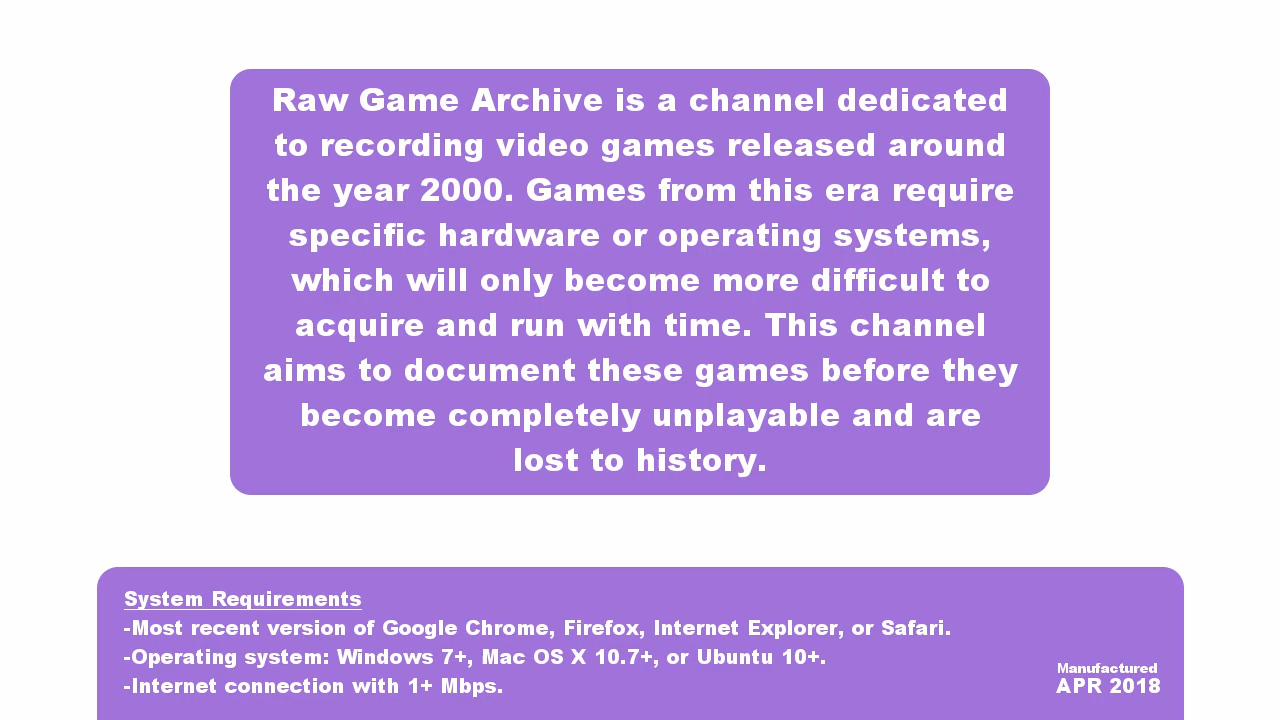 Raw Game Archive is a channel dedicated
to recording video games released around
the year 2000. Games from this era require
specific hardware or operating systems,
which will only become more difficult to
acquire and run with time. This channel
aims to document these games before they
become completely unplayable and are
lost to history.
System Requirements
-Most recent version of Google Chrome, Firefox, Internet Explorer, or Safari.
-Operating system: Windows 7+, Mac OS X 10.7+, or Ubuntu 10+.
-Internet connection with 1+ Mbps.
Manufactured
APR 2018